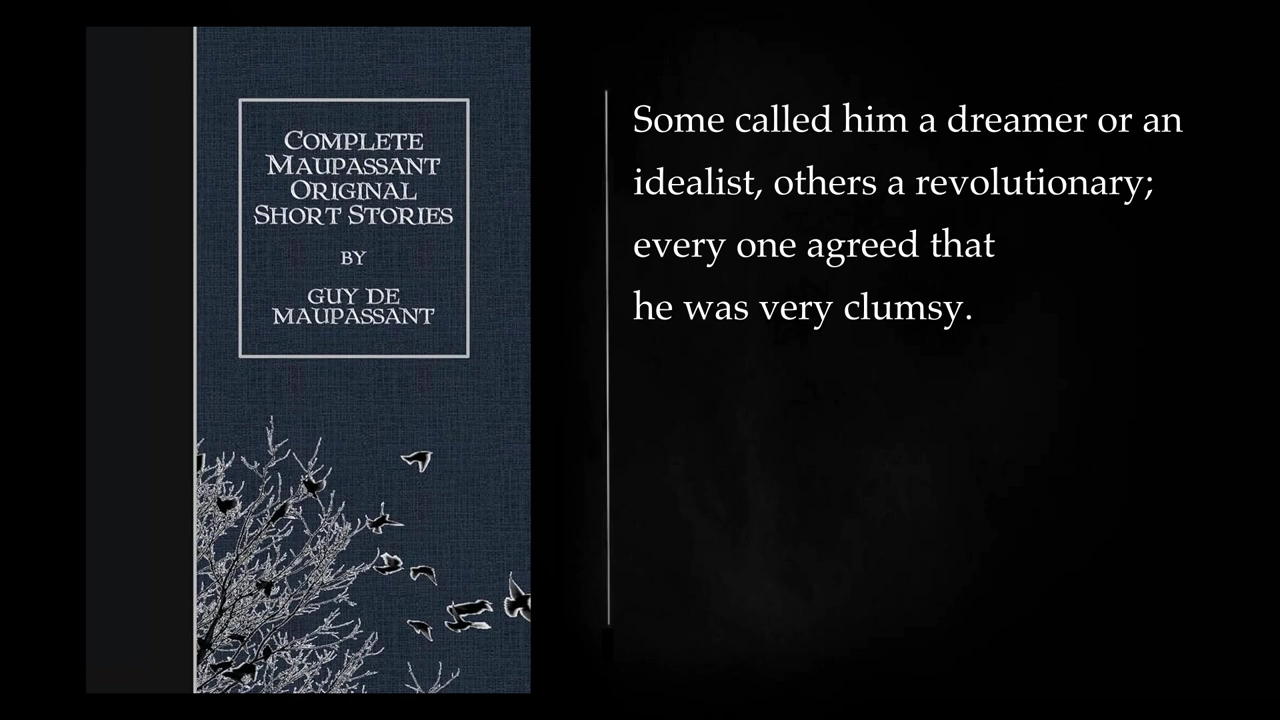 COMPLETE
MAUPASSANT
ORIGINAL
SHORT STORIES
BY
GUY DE
MAUPASSANT
Some called him a dreamer or an
idealist, others a revolutionary;
every one agreed that
he was very clumsy.